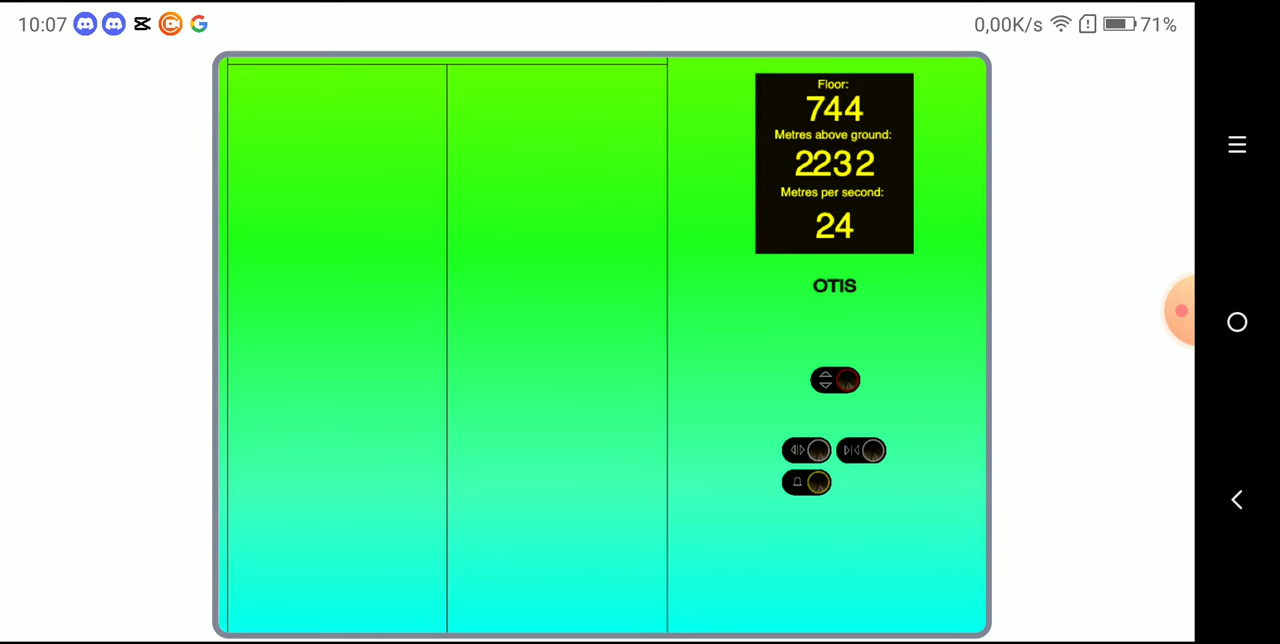 10:07
0,00K/s 71%
Floor:
744
Metres above ground:
2232
Metres per second:
24
OTIS